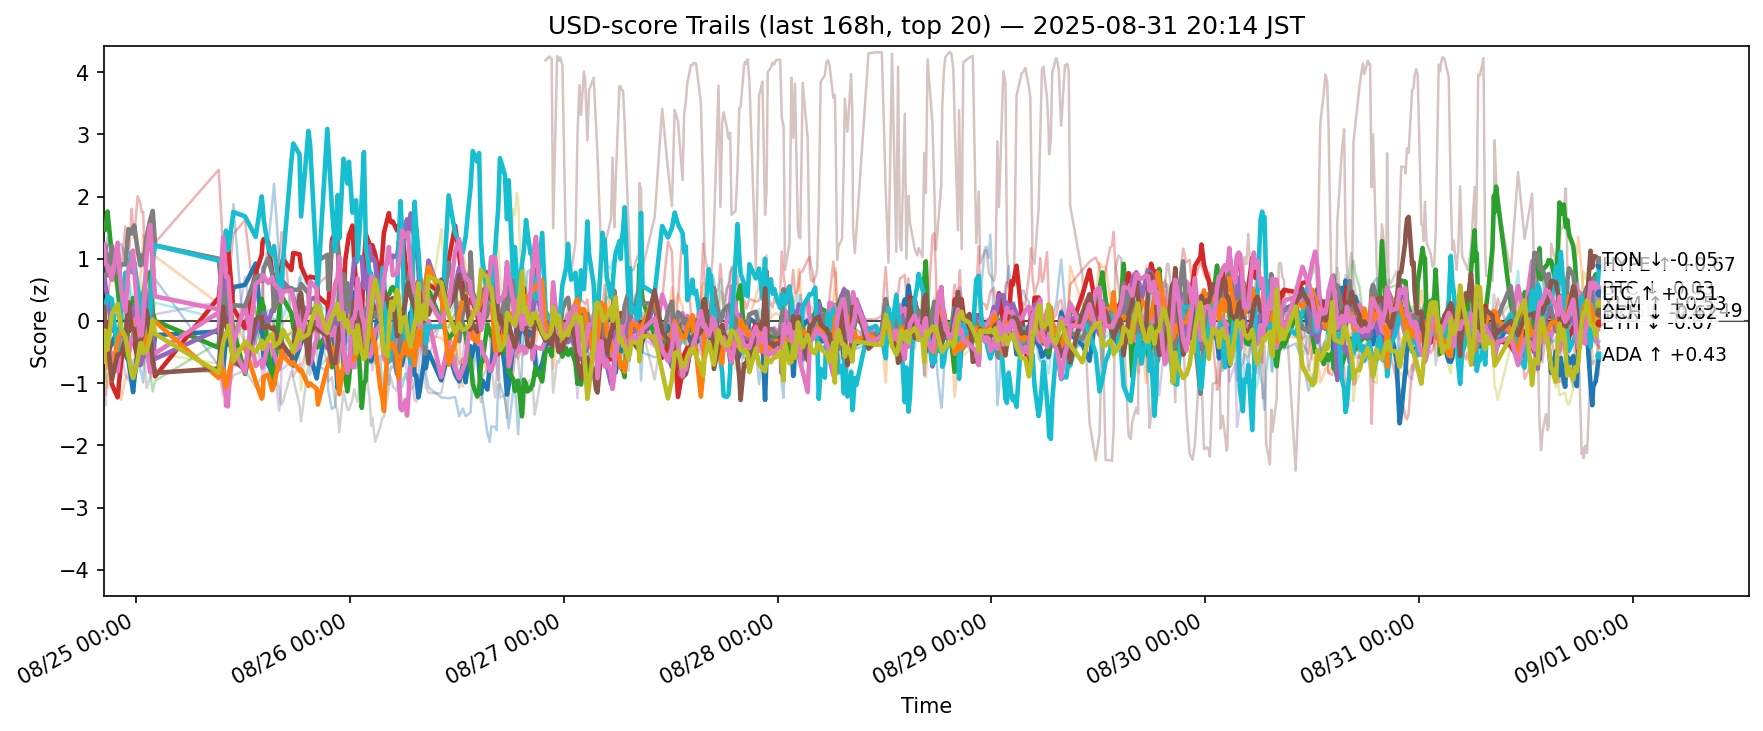 USD-score Trails (last 168h, top 20) — 2025-08-31 20:14 JST
Score (z)
4
3
2
1
0
−1
−2
−3
−4
TON ↓ -0.05
LTC ↑ +0.51
ETH ↓ -0.67
ADA ↑ +0.43
08/25 00:00
08/26 00:00
08/27 00:00
08/28 00:00
08/29 00:00
08/30 00:00
08/31 00:00
09/01 00:00
Time